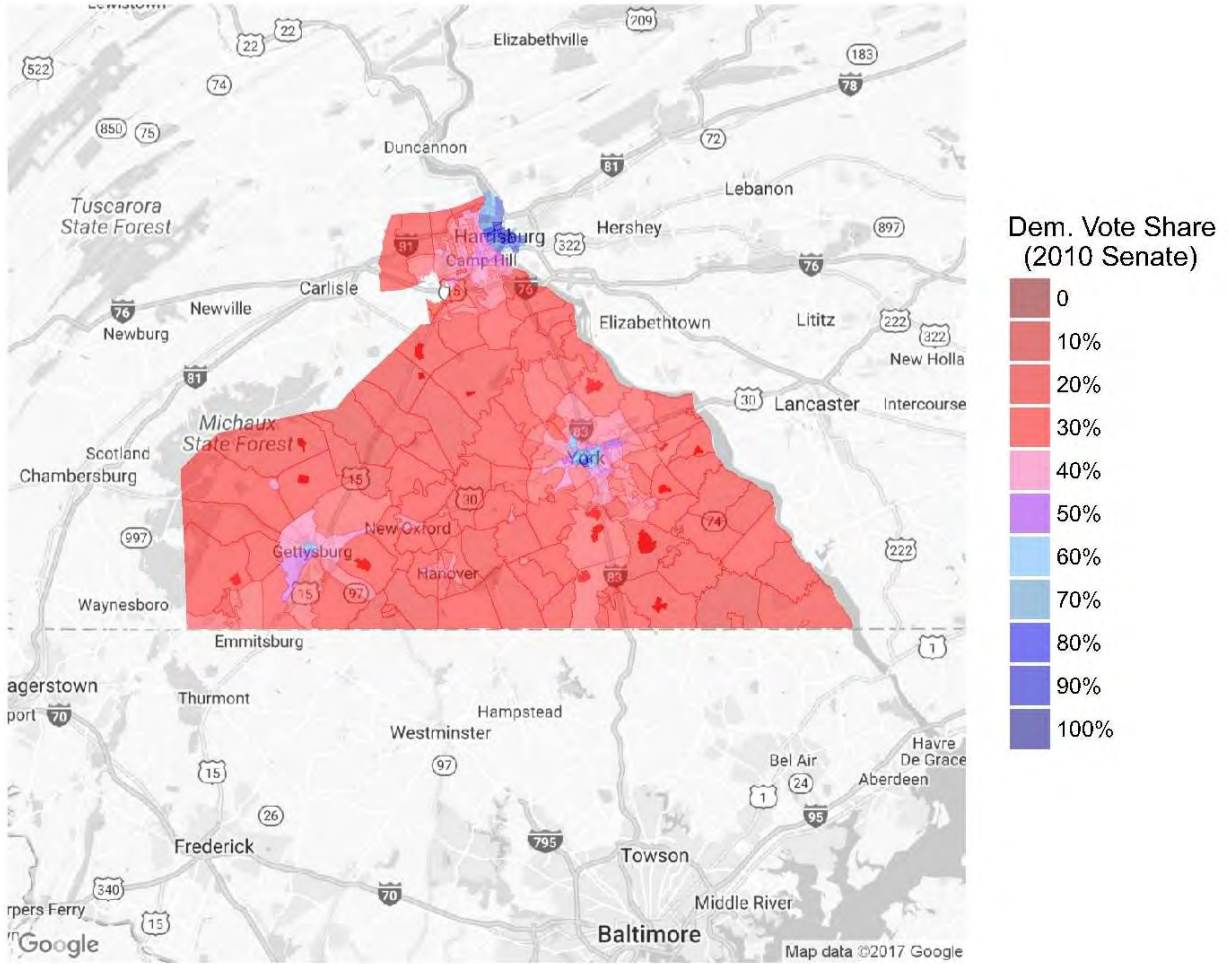 Lewistown
209
22
22
Elizabethville
522
183
74
78
850
75
72
Duncannon
81
Lebanon
Tuscarora
State Forest
897
Hershey
Harrisburg
322
81
Camp Hill
76
Carlisle
15
76
76
Newville
Elizabethtown
Lititz
222
322
Newburg
New Holla
81
30
Lancaster
Intercourse
Michaux
State Forest
83
Scotland
York
Chambersburg
15
30
74
997
New Oxford
222
Gettysburg
Hanover
83
15
97
Waynesboro
Emmitsburg
1
agerstown
Thurmont
port
70
Hampstead
Westminster
97
Havre
De Grace
Bel Air
15
24
Aberdeen
1
26
95
795
Frederick
Towson
340
70
Middle River
rpers Ferry
15
Baltimore
Google
Map data ©2017 Google
Dem. Vote Share
(2010 Senate)
0
10%
20%
30%
40%
50%
60%
70%
80%
90%
100%